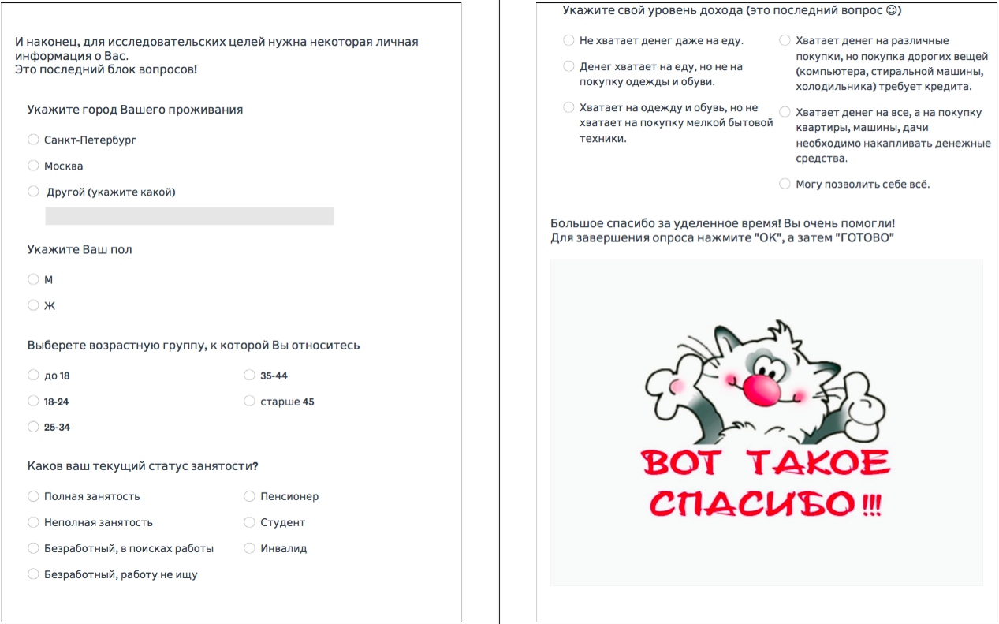 И наконец, для исследовательских целей нужна некоторая личная
информация о Вас.
Это последний блок вопросов!
Укажите город Вашего проживания
Санкт-Петербург
Москва
Другой (укажите какой)
Укажите Ваш пол
М
Ж
Выберете возрастную группу, к которой Вы относитесь
до 18
18-24
25-34
35-44
старше 45
Каков ваш текущий статус занятости?
Полная занятость
Неполная занятость
Безработный, в поисках работы
Безработный, работу не ищу
Пенсионер
Студент
Инвалид
Укажите свой уровень дохода (это последний вопрос ☺)
Не хватает денег даже на еду.
Денег хватает на еду, но не на
покупку одежды и обуви.
Хватает на одежду и обувь, но не
хватает на покупку мелкой бытовой
техники.
Хватает денег на различные
покупки, но покупка дорогих вещей
(компьютера, стиральной машины,
холодильника) требует кредита.
Хватает денег на все, а на покупку
квартиры, машины, дачи
необходимо накапливать денежные
средства.
Могу позволить себе всё.
Большое спасибо за уделенное время! Вы очень помогли!
Для завершения опроса нажмите "ОК", а затем "ГОТОВО"
ВОТ ТАКОЕ
СПАСИБО!!!